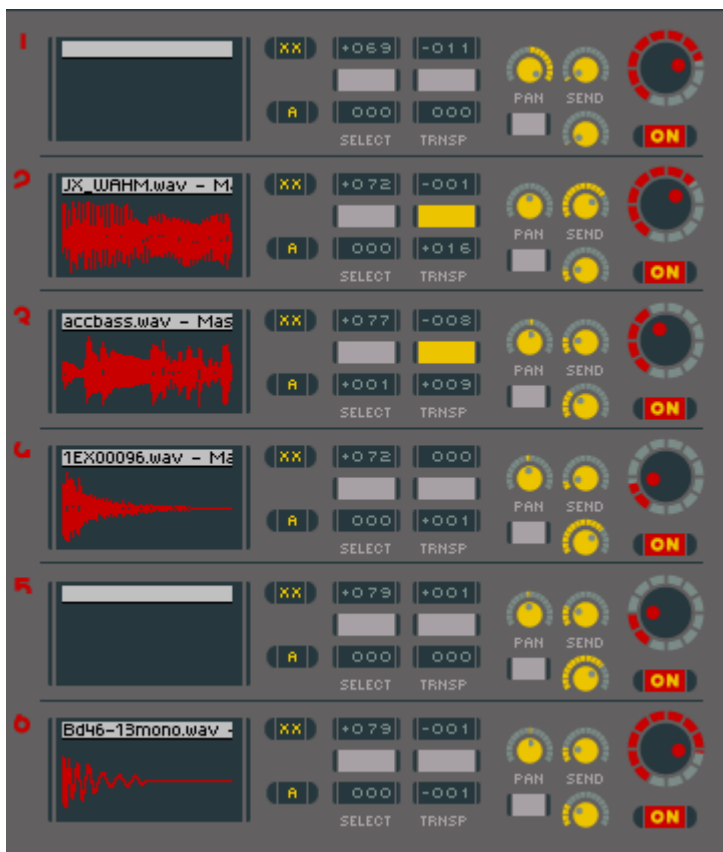 1
XX +069 -011
PAN SEND
A 000 000
SELECT TRNSP
ON
2
JX_WAHM.wav - M
XX +072 -001
PAN SEND
A 000 +016
SELECT TRNSP
ON
3
accbass.wav - Mas
XX +077 -008
PAN SEND
A +001 +009
SELECT TRNSP
ON
4
1EX00096.wav - Ma
XX +072 000
PAN SEND
A 000 +001
SELECT TRNSP
ON
5
XX +079 +001
PAN SEND
A 000 000
SELECT TRNSP
ON
6
Bd46-13mono.wav -
XX +079 -001
PAN SEND
A 000 -001
SELECT TRNSP
ON